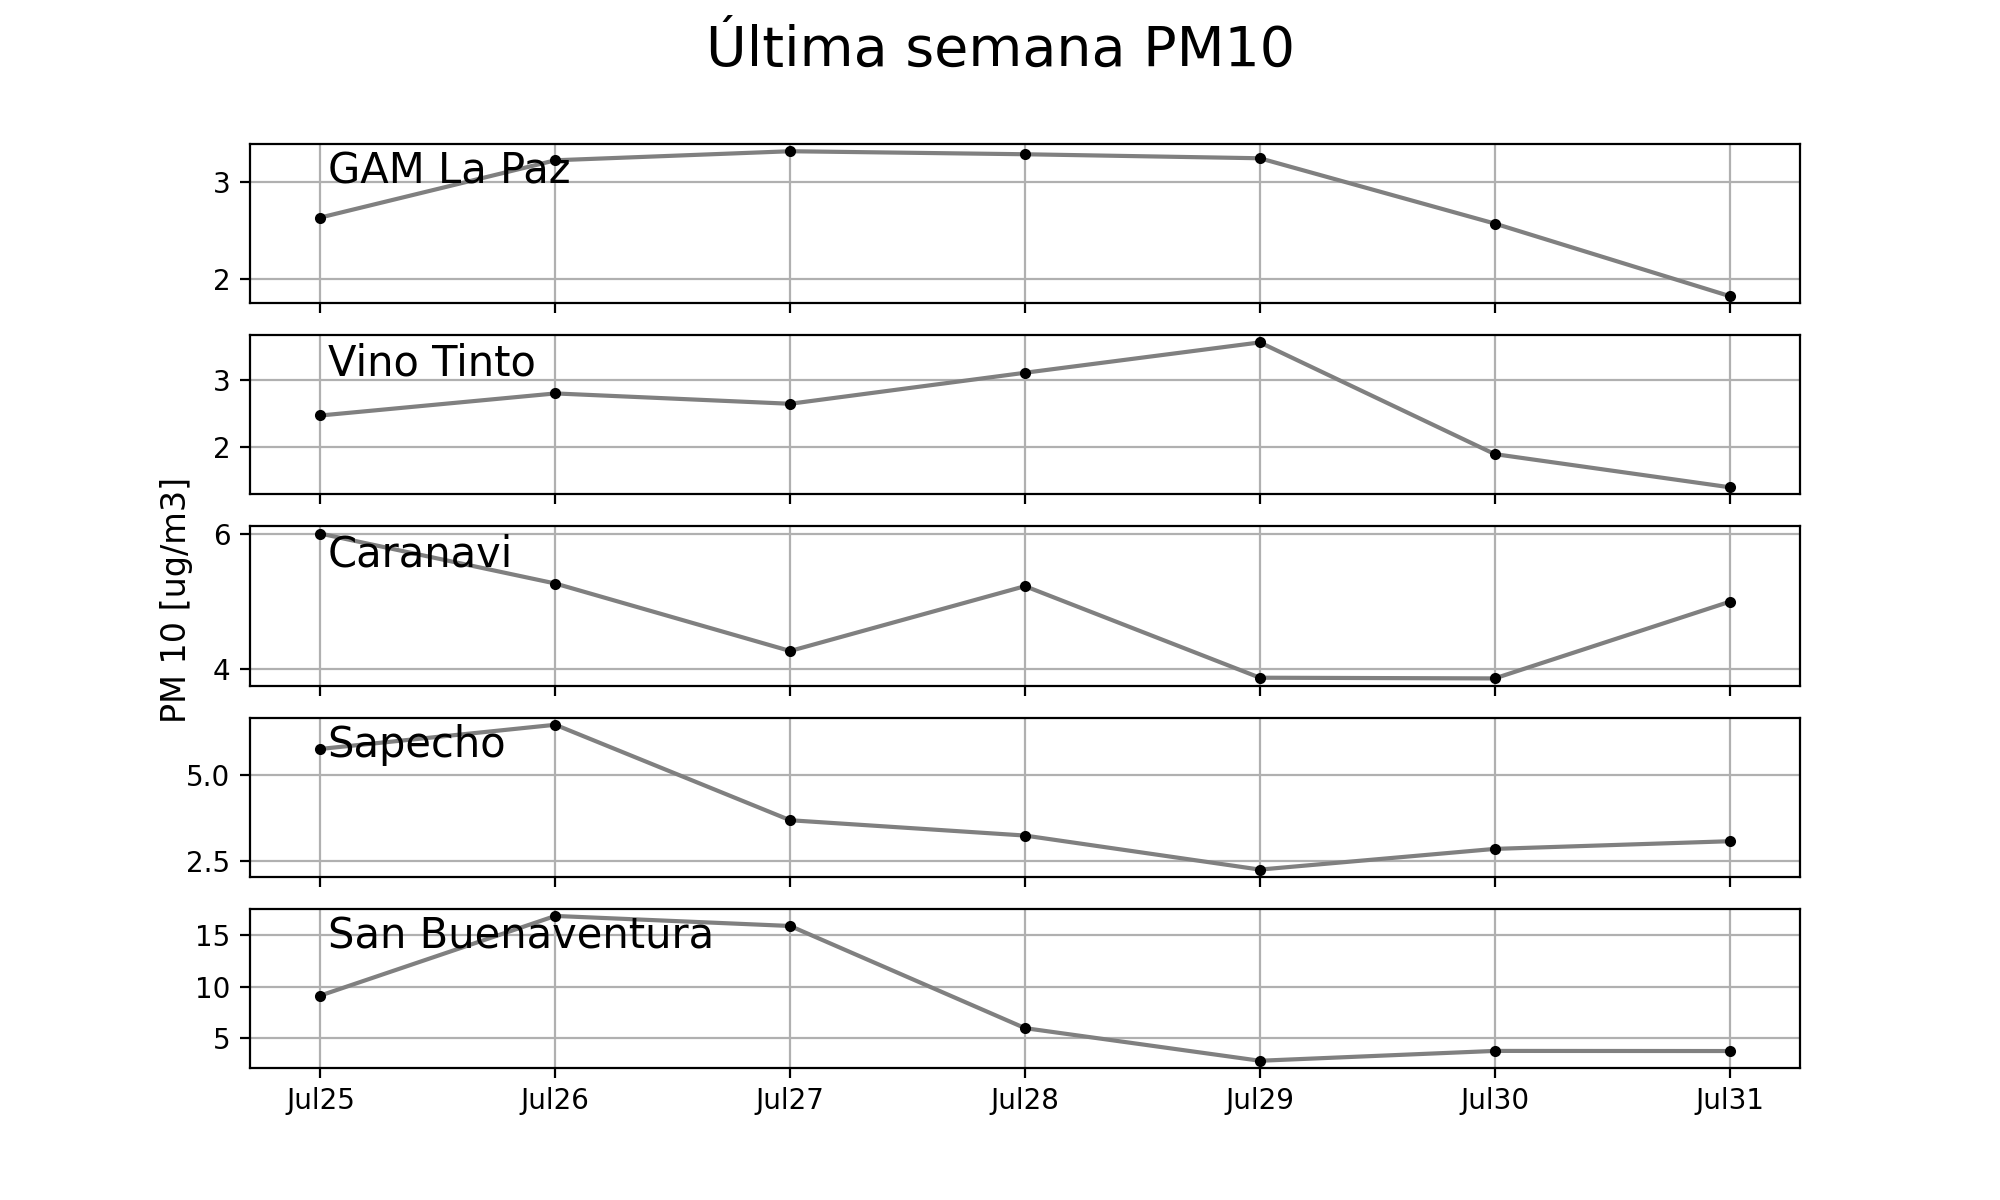 Última semana PM10
GAM La Paz
3
2
Vino Tinto
3
2
PM 10 [ug/m3]
Caranavi
6
4
Sapecho
5.0
2.5
San Buenaventura
15
10
5
Jul25 Jul26 Jul27 Jul28 Jul29 Jul30 Jul31